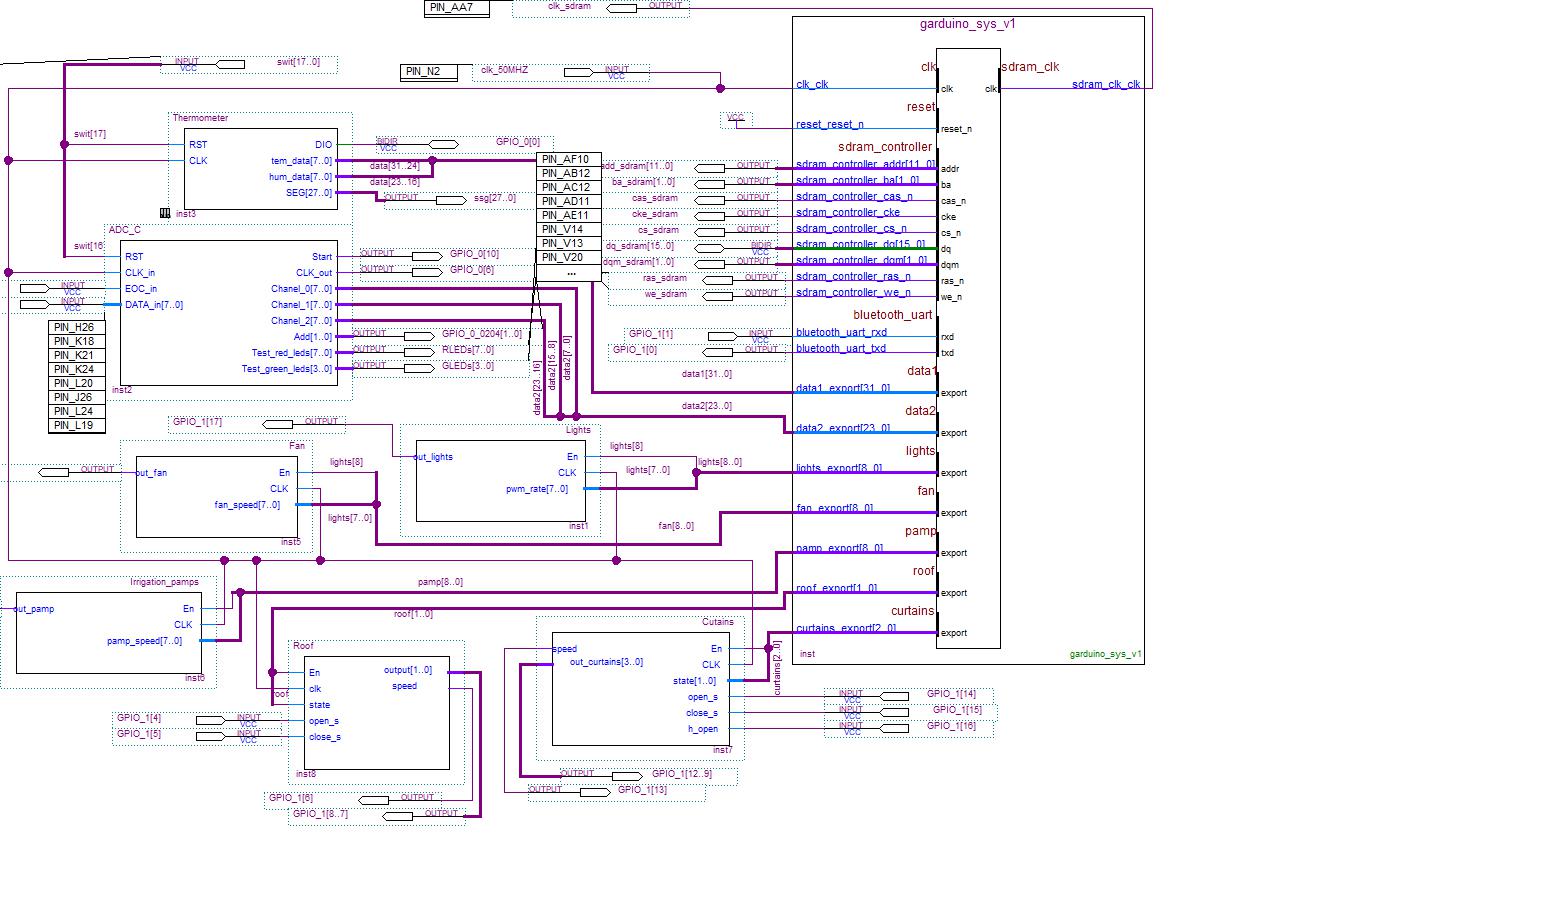 PIN_AA7
clk_sdram
OUTPUT
garduino_sys_v1
INPUT
VCC
swit[17..0]
PIN_N2
clk_50MHZ
INPUT
VCC
clk
sdram_clk
clk_clk
clk
clk
sdram_clk_clk
Thermometer
reset
VCC
reset_reset_n
reset_n
swit[17]
RST
CLK
DIO
tem_data[7..0]
hum_data[7..0]
SEG[27..0]
inst3
BIDIR
VCC
GPIO_0[0]
data[31..24]
data[23..16]
OUTPUT
ssg[27..0]
PIN_AF10
PIN_AB12
PIN_AC12
PIN_AD11
PIN_AE11
PIN_V14
PIN_V13
PIN_V20
...
sdram_controller
add_sdram[11..0]
OUTPUT
sdram_controller_addr[11..0]
addr
ba_sdram[1..0]
OUTPUT
sdram_controller_ba[1..0]
ba
cas_sdram
OUTPUT
sdram_controller_cas_n
cas_n
cke_sdram
OUTPUT
sdram_controller_cke
cke
cs_sdram
OUTPUT
sdram_controller_cs_n
cs_n
dq_sdram[15..0]
BIDIR
VCC
sdram_controller_dq[15..0]
dq
dqm_sdram[1..0]
OUTPUT
sdram_controller_dqm[1..0]
dqm
ras_sdram
OUTPUT
sdram_controller_ras_n
ras_n
we_sdram
OUTPUT
sdram_controller_we_n
we_n
ADC_C
swit[16
RST
CLK_in
EOC_in
DATA_in[7..0]
INPUT
VCC
INPUT
VCC
Start
CLK_out
Chanel_0[7..0]
Chanel_1[7..0]
Chanel_2[7..0]
Add[1..0]
Test_red_leds[7..0]
Test_green_leds[3..0]
inst2
OUTPUT
GPIO_0[10]
OUTPUT
GPIO_0[6]
OUTPUT
GPIO_0_0204[1..0]
OUTPUT
RLEDs[7..0]
OUTPUT
GLEDs[3..0]
PIN_H26
PIN_K18
PIN_K21
PIN_K24
PIN_L20
PIN_J26
PIN_L24
PIN_L19
data2[23..16]
data2[15..8]
data2[7..0]
bluetooth_uart
GPIO_1[1]
INPUT
VCC
bluetooth_uart_rxd
rxd
GPIO_1[0]
OUTPUT
bluetooth_uart_txd
txd
data1
data1[31..0]
data1_export[31..0]
export
data2
data2[23..0]
data2_export[23..0]
export
GPIO_1[17]
OUTPUT
Lights
out_lights
En
CLK
pwm_rate[7..0]
inst1
lights[8]
lights[7..0]
lights[8..0]
lights
lights_export[8..0]
export
Fan
OUTPUT
out_fan
En
CLK
fan_speed[7..0]
inst5
lights[8]
lights[7..0]
fan[8..0]
fan
fan_export[8..0]
export
pamp
pamp_export[8..0]
export
Irrigation_pamps
out_pamp
En
CLK
pamp_speed[7..0]
inst6
pamp[8..0]
roof[1..0]
roof
roof_export[1..0]
export
curtains
curtains_export[2..0]
export
inst
garduino_sys_v1
Roof
roof
En
clk
state
open_s
close_s
output[1..0]
speed
inst8
GPIO_1[4]
INPUT
VCC
GPIO_1[5]
INPUT
VCC
GPIO_1[6]
OUTPUT
GPIO_1[8..7]
OUTPUT
Cutains
speed
out_curtains[3..0]
En
CLK
state[1..0]
open_s
close_s
h_open
inst7
curtains[2..0]
INPUT
VCC
GPIO_1[14]
INPUT
VCC
GPIO_1[15]
INPUT
VCC
GPIO_1[16]
OUTPUT
GPIO_1[12..9]
OUTPUT
GPIO_1[13]